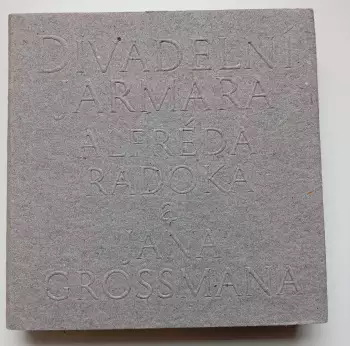 DIVADELNÍ
JARMARA
ALFRÉDA
RADOKA
&
JANA
GROSSMANA